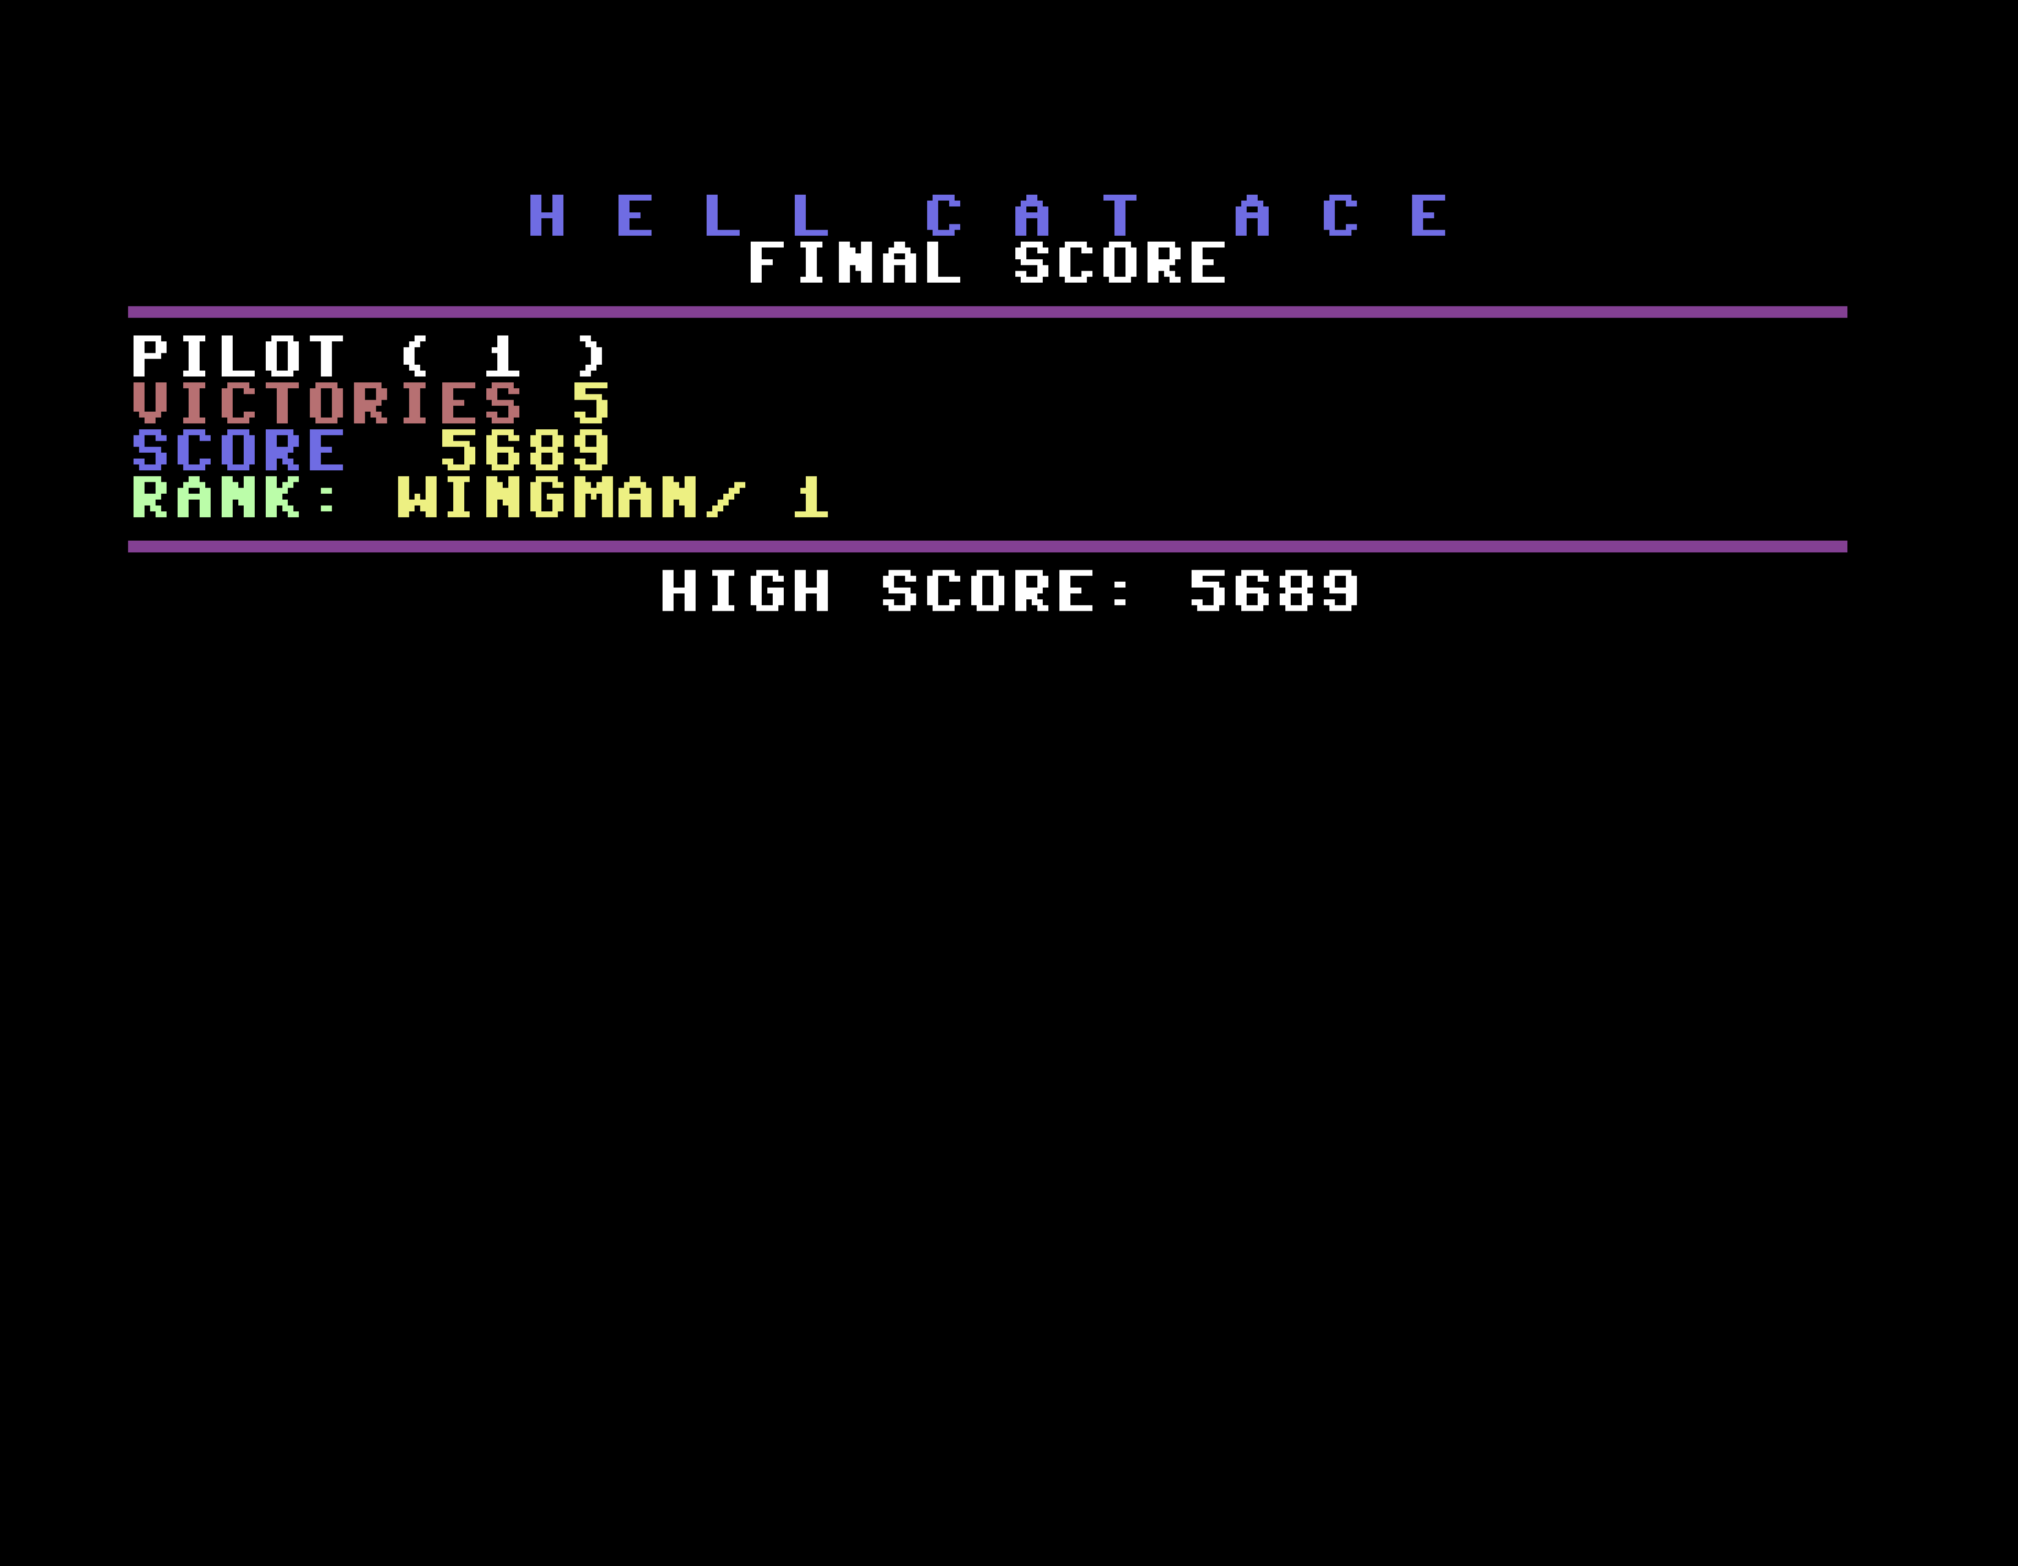 H E L L  C A T  A C E
FINAL SCORE
PILOT ( 1 )
VICTORIES 5
SCORE  5689
RANK: WINGMAN/ 1
HIGH SCORE: 5689